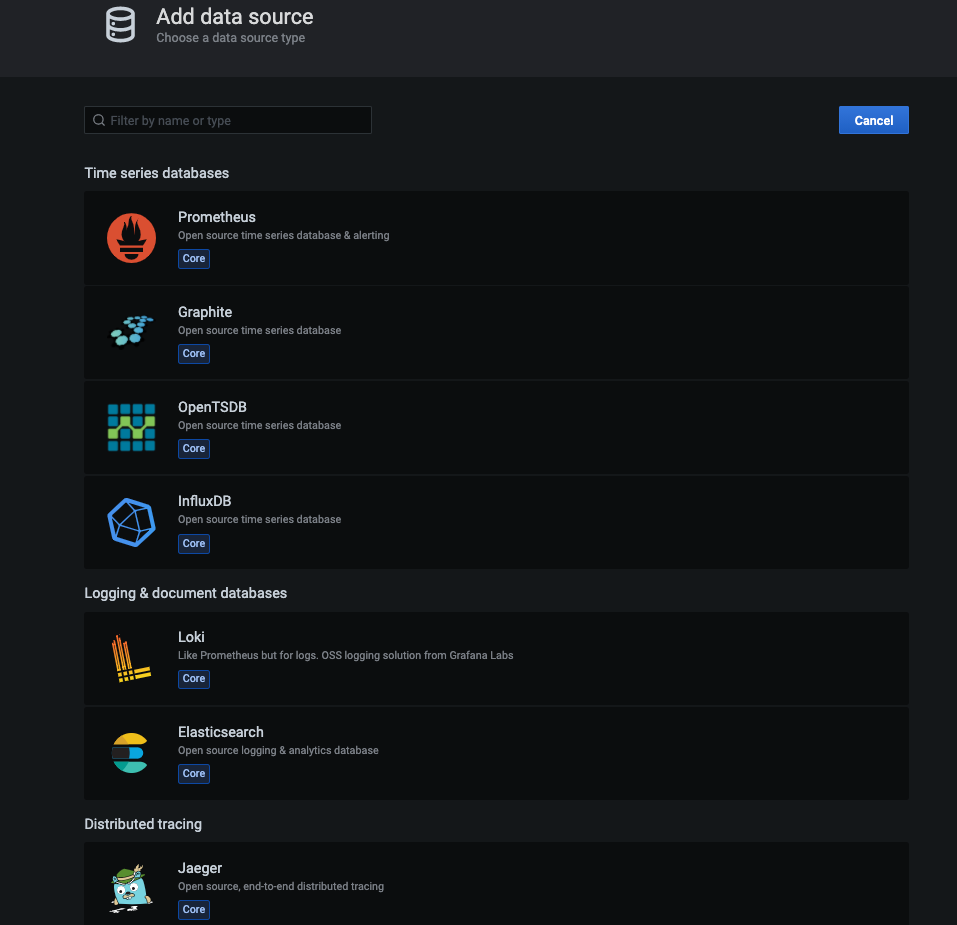 Add data source
Choose a data source type
Filter by name or type
Cancel
Time series databases
Prometheus
Open source time series database & alerting
Core
Graphite
Open source time series database
Core
OpenTSDB
Open source time series database
Core
InfluxDB
Open source time series database
Core
Logging & document databases
Loki
Like Prometheus but for logs. OSS logging solution from Grafana Labs
Core
Elasticsearch
Open source logging & analytics database
Core
Distributed tracing
Jaeger
Open source, end-to-end distributed tracing
Core